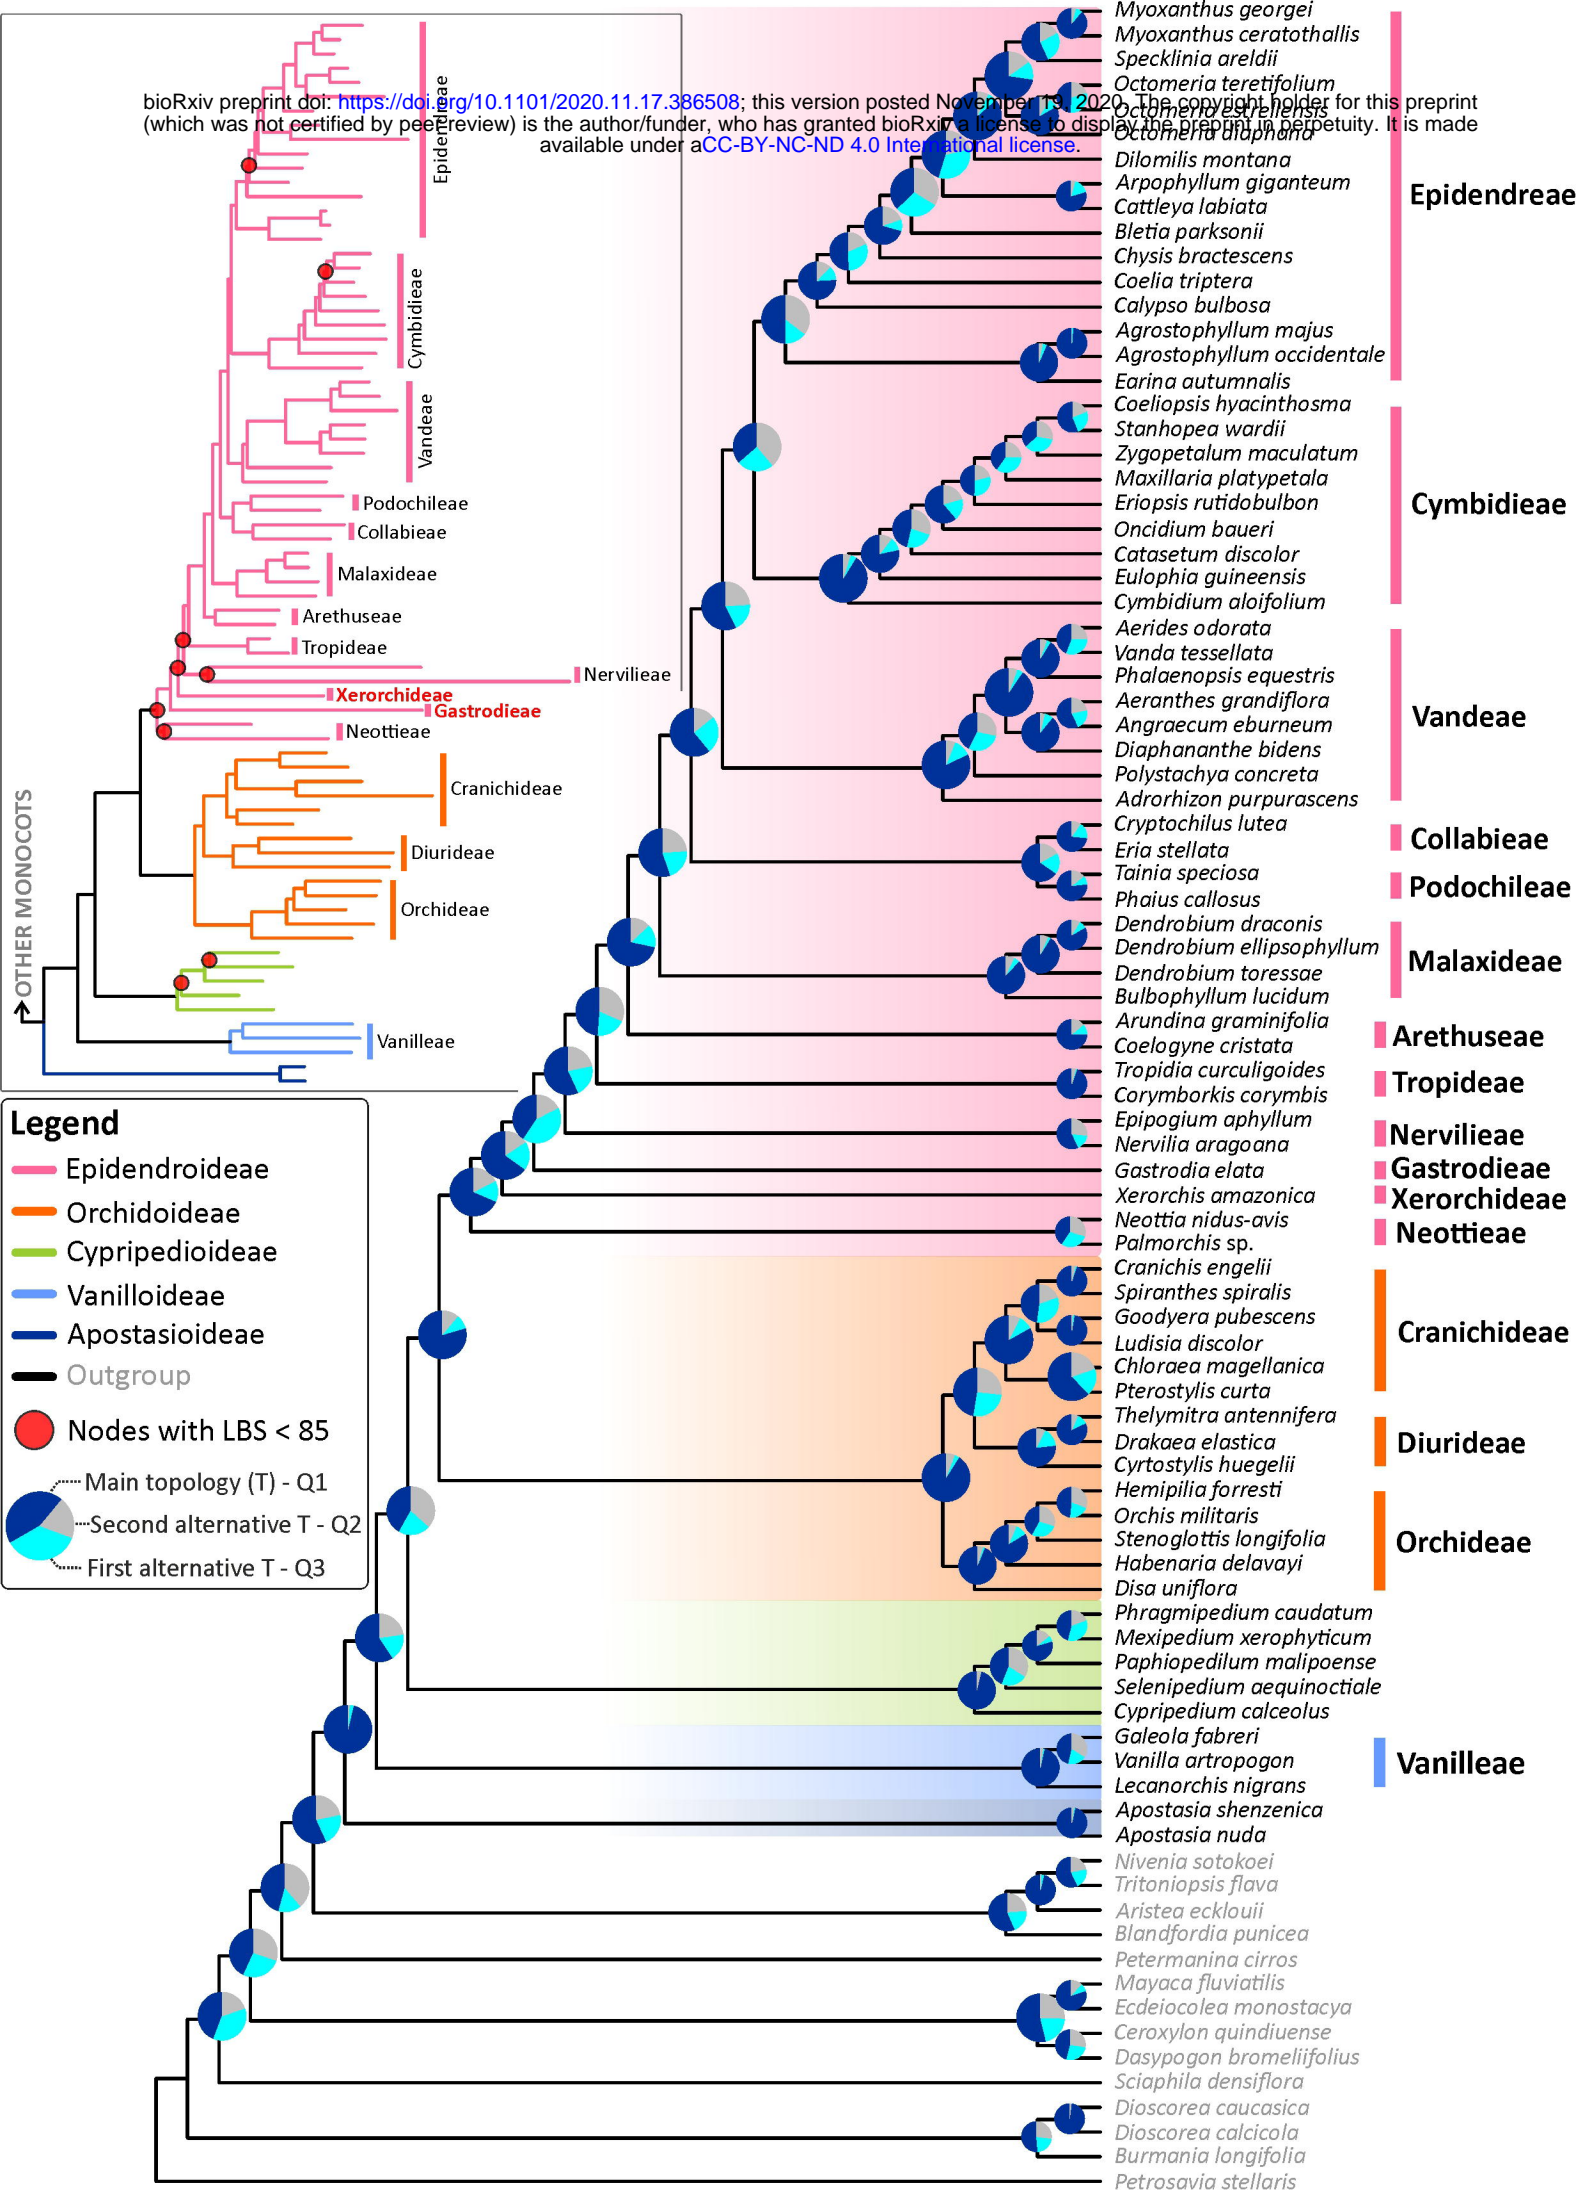 bioRxiv preprint doi: https://doi.org/10.1101/2020.11.17.386508; this version posted November 19, 2020. The copyright holder for this preprint
(which was not certified by peer review) is the author/funder, who has granted bioRxiv a license to display the preprint in perpetuity. It is made
available under aCC-BY-NC-ND 4.0 International license.
Epidendreae
Cymbidieae
Vandeae
Podochileae
Collabieae
Malaxideae
Arethuseae
Tropideae
Nervilieae
Xerorchideae
Gastrodieae
Neottieae
Cranichideae
Diurideae
Orchideae
Vanilleae
OTHER MONOCOTS
Legend
Epidendroideae
Orchidoideae
Cypripedioideae
Vanilloideae
Apostasioideae
Outgroup
Nodes with LBS < 85
Main topology (T) - Q1
Second alternative T - Q2
First alternative T - Q3
Myoxanthus georgei
Myoxanthus ceratothallis
Specklinia areldii
Octomeria teretifolium
Octomeria estrellensis
Octomeria diaphana
Dilomilis montana
Arpophyllum giganteum
Cattleya labiata
Bletia parksonii
Chysis bractescens
Coelia triptera
Calypso bulbosa
Agrostophyllum majus
Agrostophyllum occidentale
Earina autumnalis
Coeliopsis hyacinthosma
Stanhopea wardii
Zygopetalum maculatum
Maxillaria platypetala
Eriopsis rutidobulbon
Oncidium baueri
Catasetum discolor
Eulophia guineensis
Cymbidium aloifolium
Aerides odorata
Vanda tessellata
Phalaenopsis equestris
Aeranthes grandiflora
Angraecum eburneum
Diaphananthe bidens
Polystachya concreta
Adrorhizon purpurascens
Cryptochilus lutea
Eria stellata
Tainia speciosa
Phaius callosus
Dendrobium draconis
Dendrobium ellipsophyllum
Dendrobium toressae
Bulbophyllum lucidum
Arundina graminifolia
Coelogyne cristata
Tropidia curculigoides
Corymborkis corymbis
Epipogium aphyllum
Nervilia aragoana
Gastrodia elata
Xerorchis amazonica
Neottia nidus-avis
Palmorchis sp.
Cranichis engelii
Spiranthes spiralis
Goodyera pubescens
Ludisia discolor
Chloraea magellanica
Pterostylis curta
Thelymitra antennifera
Drakaea elastica
Cyrtostylis huegelii
Hemipilia forresti
Orchis militaris
Stenoglottis longifolia
Habenaria delavayi
Disa uniflora
Phragmipedium caudatum
Mexipedium xerophyticum
Paphiopedilum malipoense
Selenipedium aequinoctiale
Cypripedium calceolus
Galeola fabreri
Vanilla artropogon
Lecanorchis nigrans
Apostasia shenzenica
Apostasia nuda
Nivenia sotokoei
Tritoniopsis flava
Aristea ecklouii
Blandfordia punicea
Petermanina cirros
Mayaca fluviatilis
Ecdeiocolea monostacya
Ceroxylon quindiuense
Dasypogon bromeliifolius
Sciaphila densiflora
Dioscorea caucasica
Dioscorea calcicola
Burmania longifolia
Petrosavia stellaris
Epidendreae
Cymbidieae
Vandeae
Collabieae
Podochileae
Malaxideae
Arethuseae
Tropideae
Nervilieae
Gastrodieae
Xerorchideae
Neottieae
Cranichideae
Diurideae
Orchideae
Vanilleae